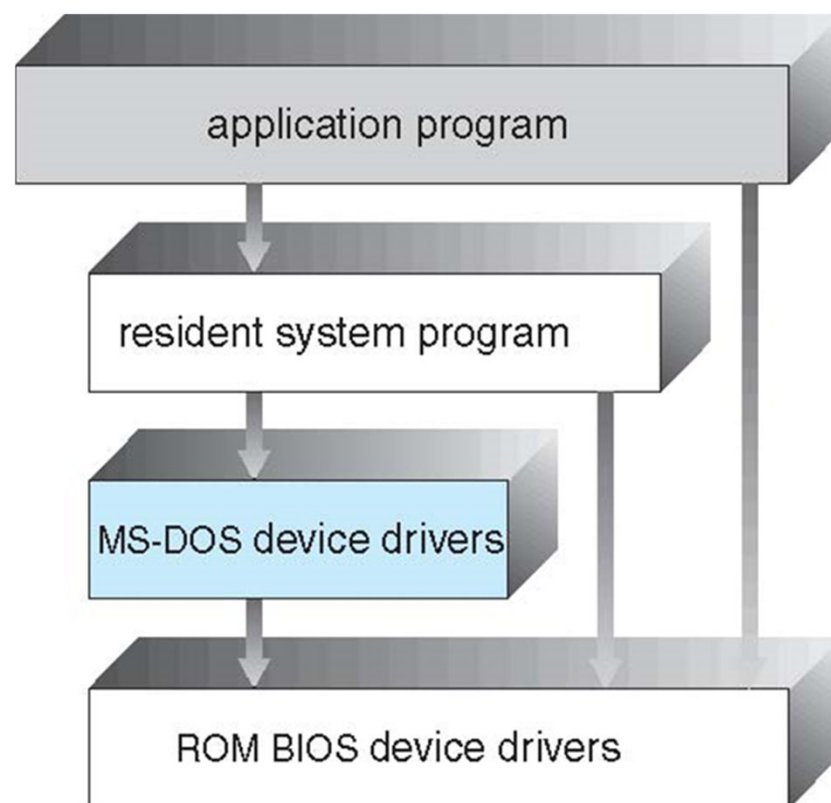 application program
resident system program
MS-DOS device drivers
ROM BIOS device drivers